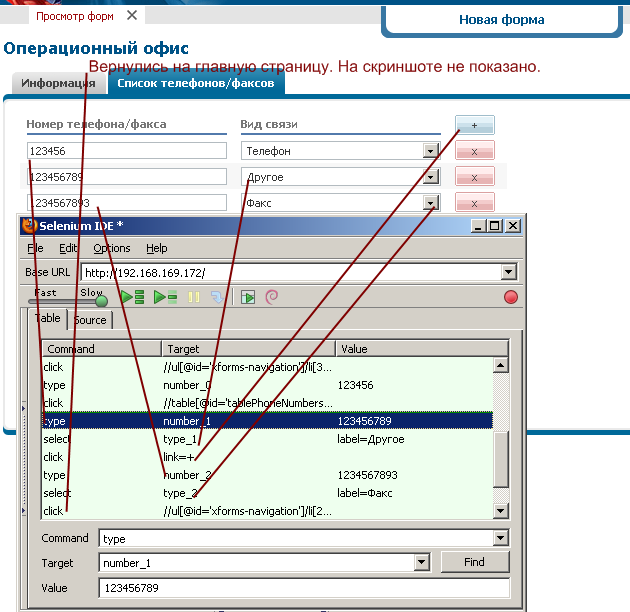 Просмотр форм
Новая форма
Операционный офис
Вернулись на главную страницу. На скриншоте не показано.
Информация
Список телефонов/факсов
Номер телефона/факса
Вид связи
+
123456
Телефон
x
123456789
Другое
x
1234567893
Факс
x
Selenium IDE *
File Edit Options Help
Base URL http://192.168.169.172/
Fast Slow
Table Source
Command Target Value
click //ul[@id='xforms-navigation']/li[3...
type number_0 123456
click //table[@id='tablePhoneNumbers...
type number_1 123456789
select type_1 label=Другое
click link=+
type number_2 1234567893
select type_2 label=Факс
click //ul[@id='xforms-navigation']/li[2...
Command type
Target number_1 Find
Value 123456789